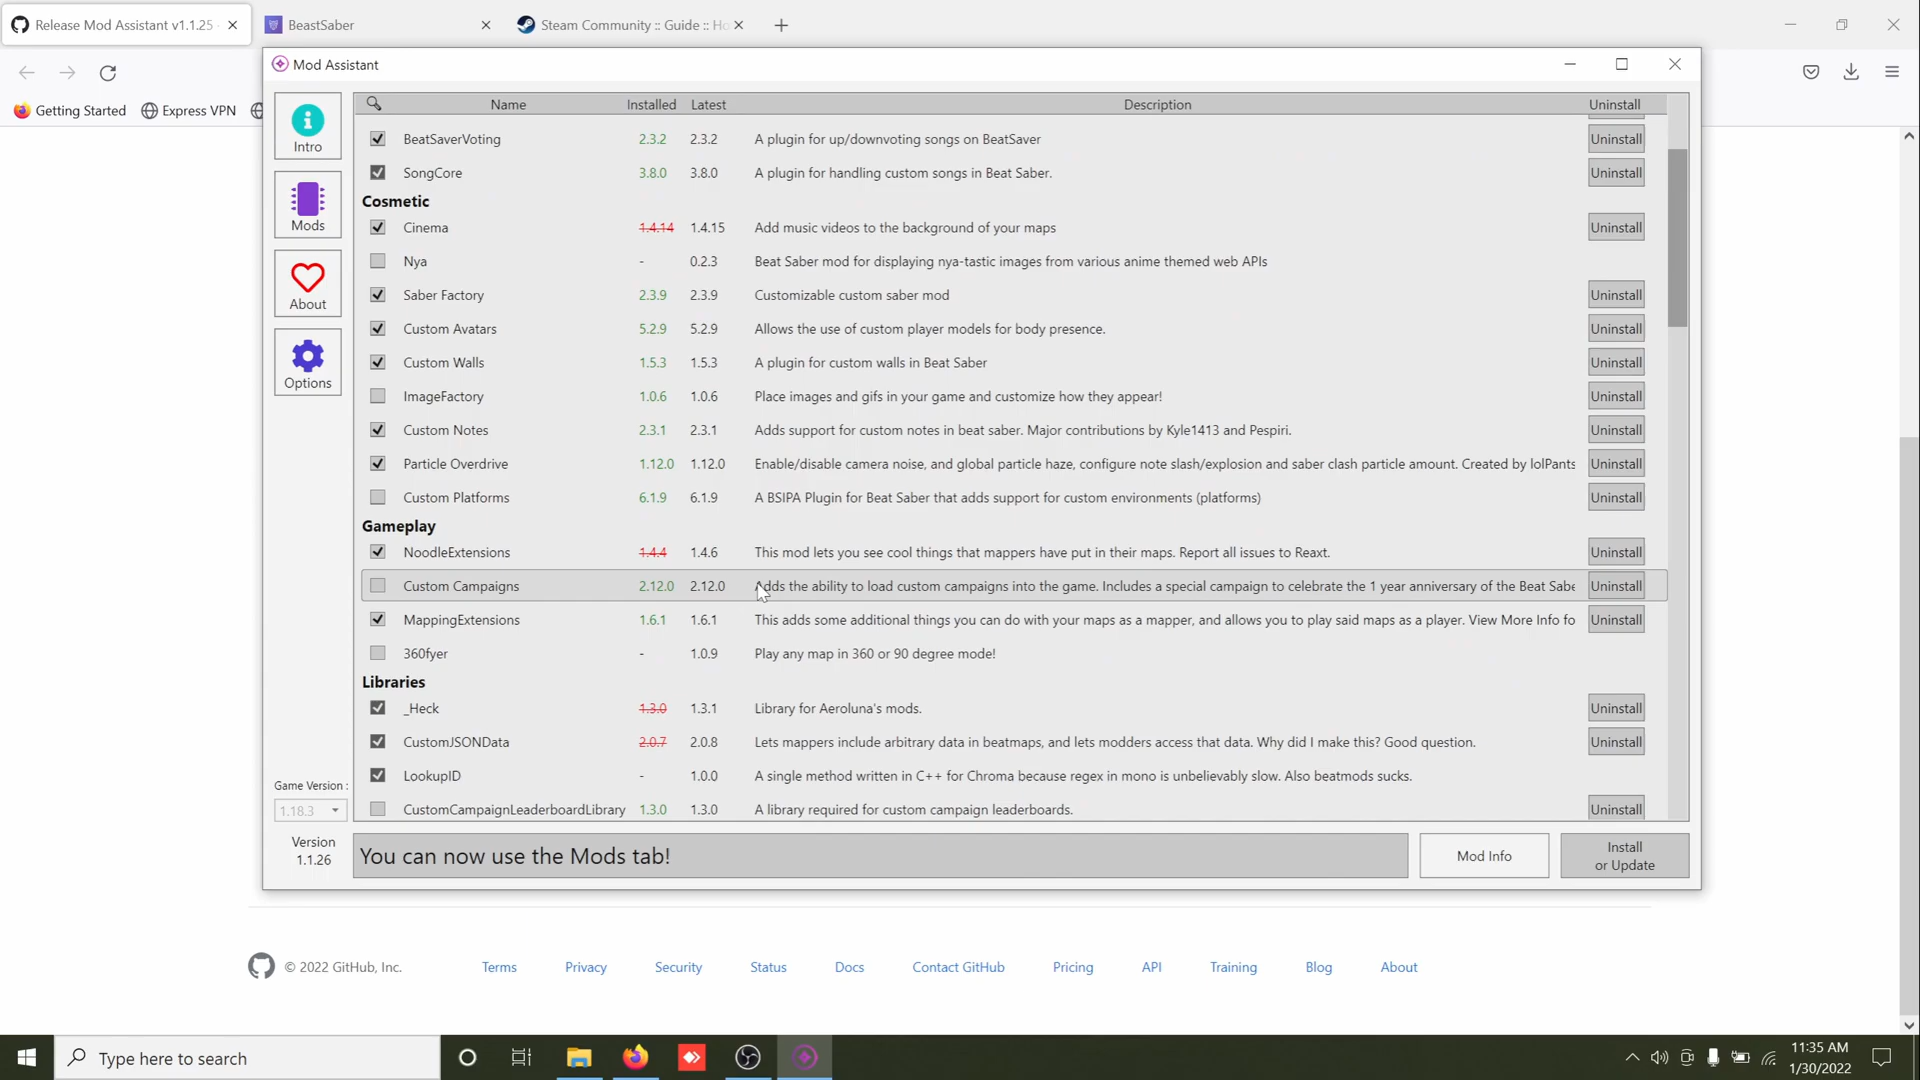 Release Mod Assistant v1.1.25
BeastSaber
Steam Community :: Guide :: Ho
Getting Started
Express VPN
Mod Assistant
Intro
Mods
About
Options
Game Version :
1.18.3
Version
1.1.26
Name Installed Latest Description Uninstall
BeatSaverVoting 2.3.2 2.3.2 A plugin for up/downvoting songs on BeatSaver Uninstall
SongCore 3.8.0 3.8.0 A plugin for handling custom songs in Beat Saber. Uninstall
Cosmetic
Cinema 1.4.14 1.4.15 Add music videos to the background of your maps Uninstall
Nya - 0.2.3 Beat Saber mod for displaying nya-tastic images from various anime themed web APIs
Saber Factory 2.3.9 2.3.9 Customizable custom saber mod Uninstall
Custom Avatars 5.2.9 5.2.9 Allows the use of custom player models for body presence. Uninstall
Custom Walls 1.5.3 1.5.3 A plugin for custom walls in Beat Saber Uninstall
ImageFactory 1.0.6 1.0.6 Place images and gifs in your game and customize how they appear! Uninstall
Custom Notes 2.3.1 2.3.1 Adds support for custom notes in beat saber. Major contributions by Kyle1413 and Pespiri. Uninstall
Particle Overdrive 1.12.0 1.12.0 Enable/disable camera noise, and global particle haze, configure note slash/explosion and saber clash particle amount. Created by lolPants Uninstall
Custom Platforms 6.1.9 6.1.9 A BSIPA Plugin for Beat Saber that adds support for custom environments (platforms) Uninstall
Gameplay
NoodleExtensions 1.4.4 1.4.6 This mod lets you see cool things that mappers have put in their maps. Report all issues to Reaxt. Uninstall
Custom Campaigns 2.12.0 2.12.0 Adds the ability to load custom campaigns into the game. Includes a special campaign to celebrate the 1 year anniversary of the Beat Sabe Uninstall
MappingExtensions 1.6.1 1.6.1 This adds some additional things you can do with your maps as a mapper, and allows you to play said maps as a player. View More Info fo Uninstall
360fyer - 1.0.9 Play any map in 360 or 90 degree mode!
Libraries
_Heck 1.3.0 1.3.1 Library for Aeroluna's mods. Uninstall
CustomJSONData 2.0.7 2.0.8 Lets mappers include arbitrary data in beatmaps, and lets modders access that data. Why did I make this? Good question. Uninstall
LookupID - 1.0.0 A single method written in C++ for Chroma because regex in mono is unbelievably slow. Also beatmods sucks.
CustomCampaignLeaderboardLibrary 1.3.0 1.3.0 A library required for custom campaign leaderboards. Uninstall
You can now use the Mods tab!
Mod Info
Install
or Update
© 2022 GitHub, Inc. Terms Privacy Security Status Docs Contact GitHub Pricing API Training Blog About
Type here to search
11:35 AM
1/30/2022